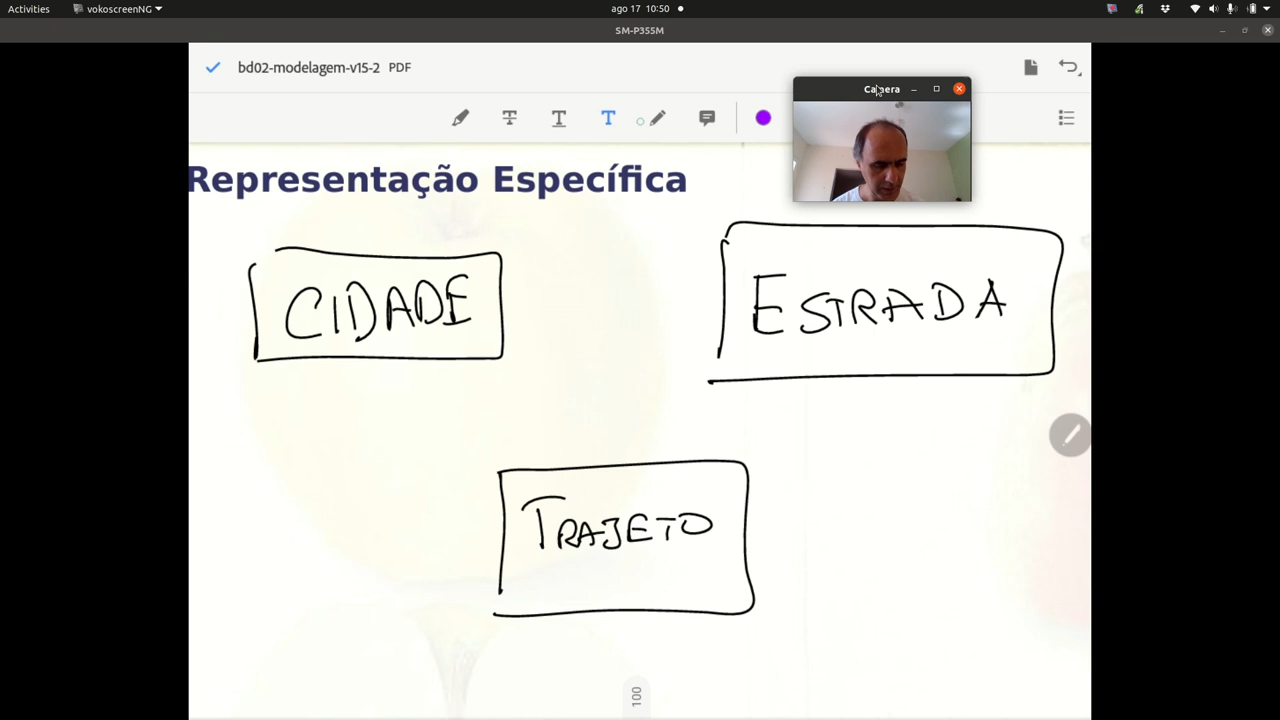 Activities vokoscreenNG ago 17 10:50
SM-P355M
bd02-modelagem-v15-2 PDF
Representação Específica
CIDADE
ESTRADA
TRAJETO
100